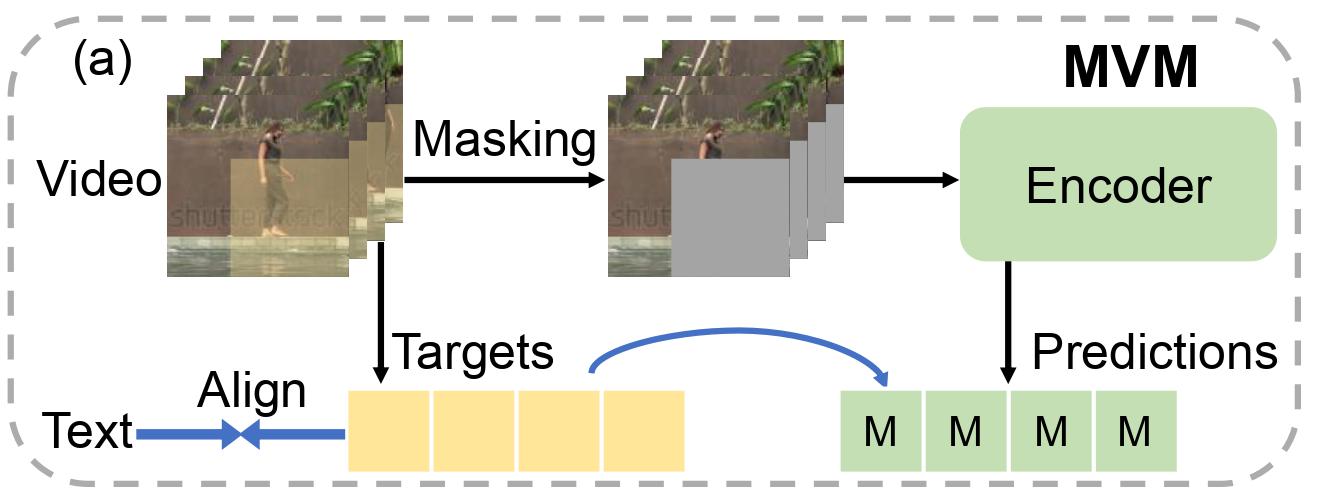 (a)
MVM
Video
Masking
Encoder
shutterstock
shut
Targets
Predictions
Align
Text
M M M M